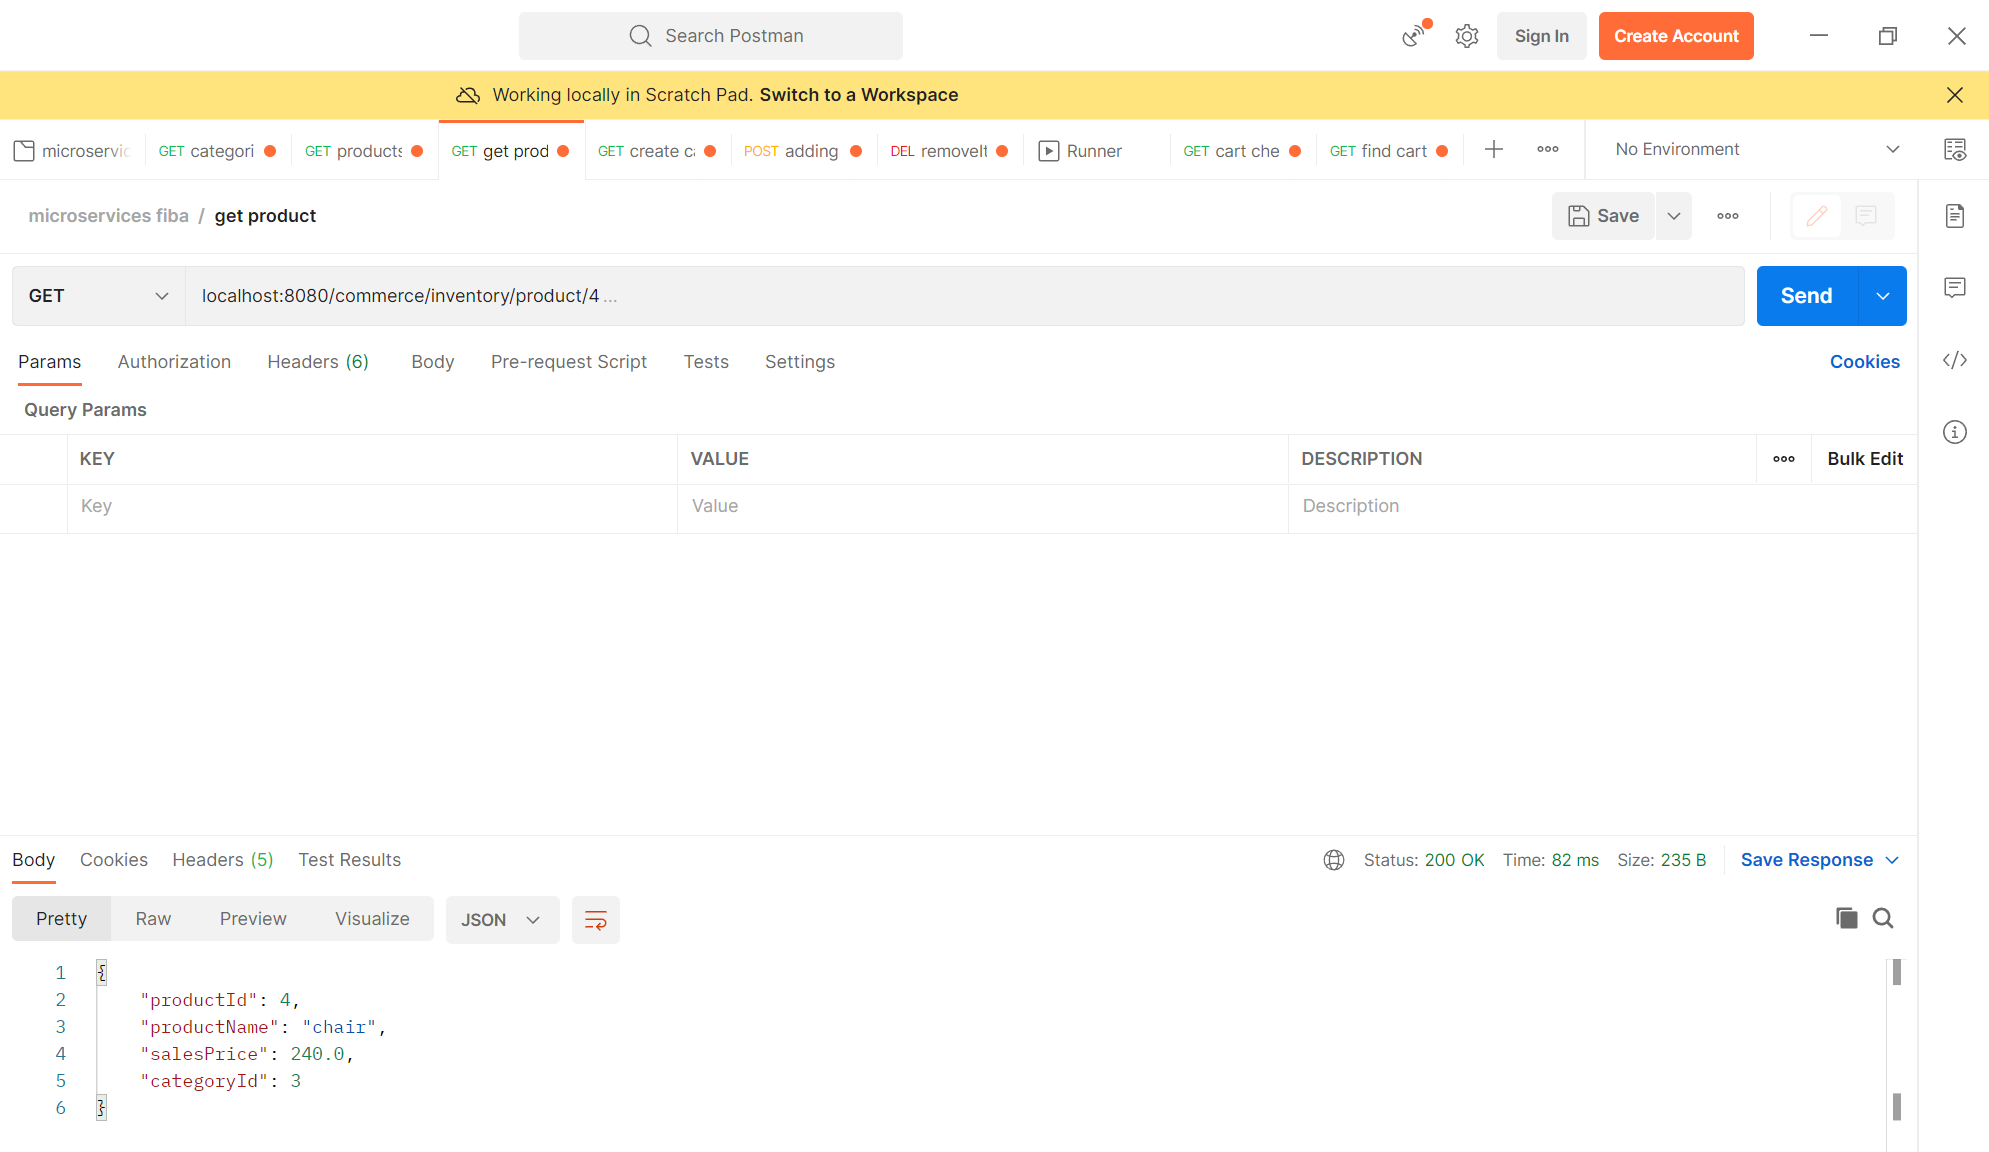 Search Postman
Sign In
Create Account
Working locally in Scratch Pad. Switch to a Workspace
microservic
GET categori
GET products
GET get prod
GET create ca
POST adding
DEL removeIt
Runner
GET cart che
GET find cart
No Environment
microservices fiba / get product
Save
GET
localhost:8080/commerce/inventory/product/4 ...
Send
Params
Authorization
Headers (6)
Body
Pre-request Script
Tests
Settings
Cookies
Query Params
KEY
VALUE
DESCRIPTION
Bulk Edit
Key
Value
Description
Body
Cookies
Headers (5)
Test Results
Status: 200 OK
Time: 82 ms
Size: 235 B
Save Response
Pretty
Raw
Preview
Visualize
JSON
1 {
2 "productId": 4,
3 "productName": "chair",
4 "salesPrice": 240.0,
5 "categoryId": 3
6 }